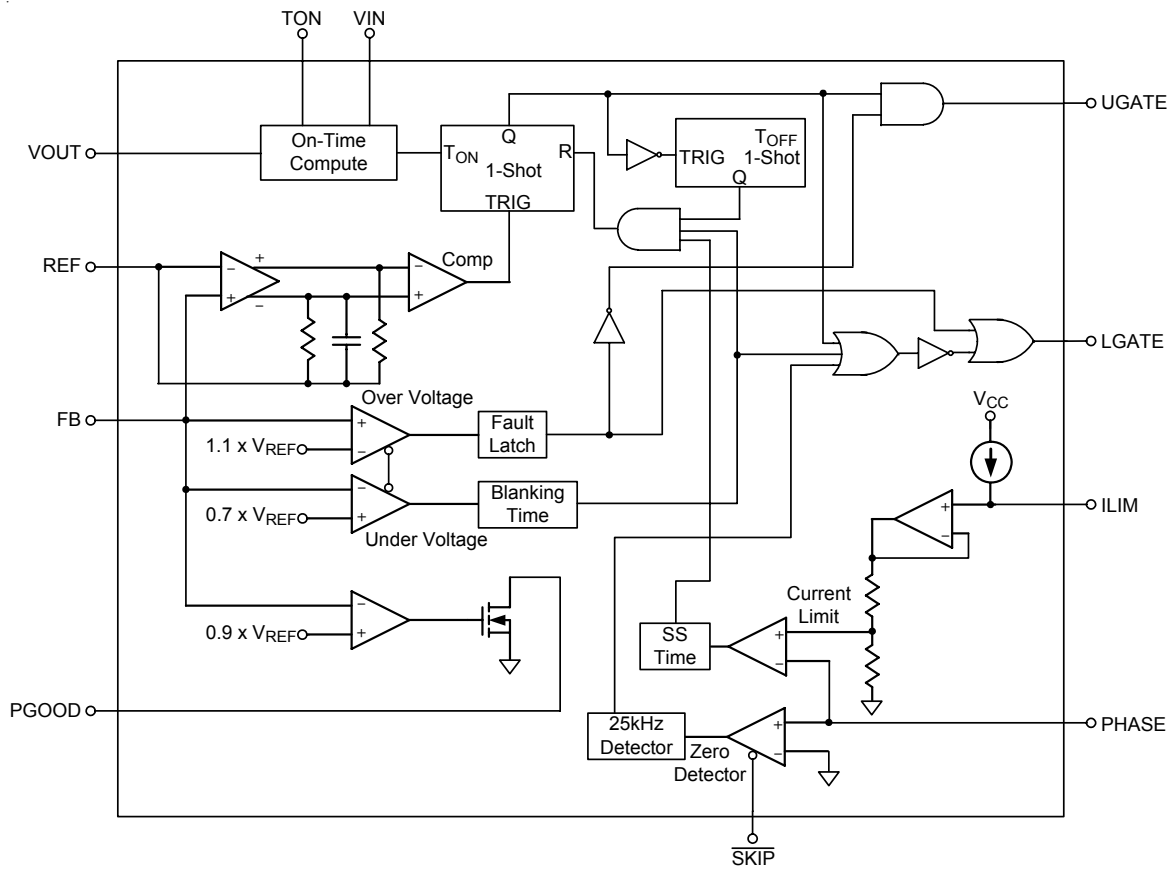 TON VIN
UGATE
VOUT
On-Time
Compute
Q
TON
1-Shot
R
TRIG
TOFF
1-Shot
TRIG
Q
REF
−
+
+
−
Comp
−
+
LGATE
FB
Over Voltage
+
−
1.1 x VREF
Fault
Latch
−
+
0.7 x VREF
Under Voltage
Blanking
Time
VCC
+
−
ILIM
−
+
0.9 x VREF
Current
Limit
+
−
SS
Time
PGOOD
25kHz
Detector
Zero
Detector
+
−
PHASE
SKIP